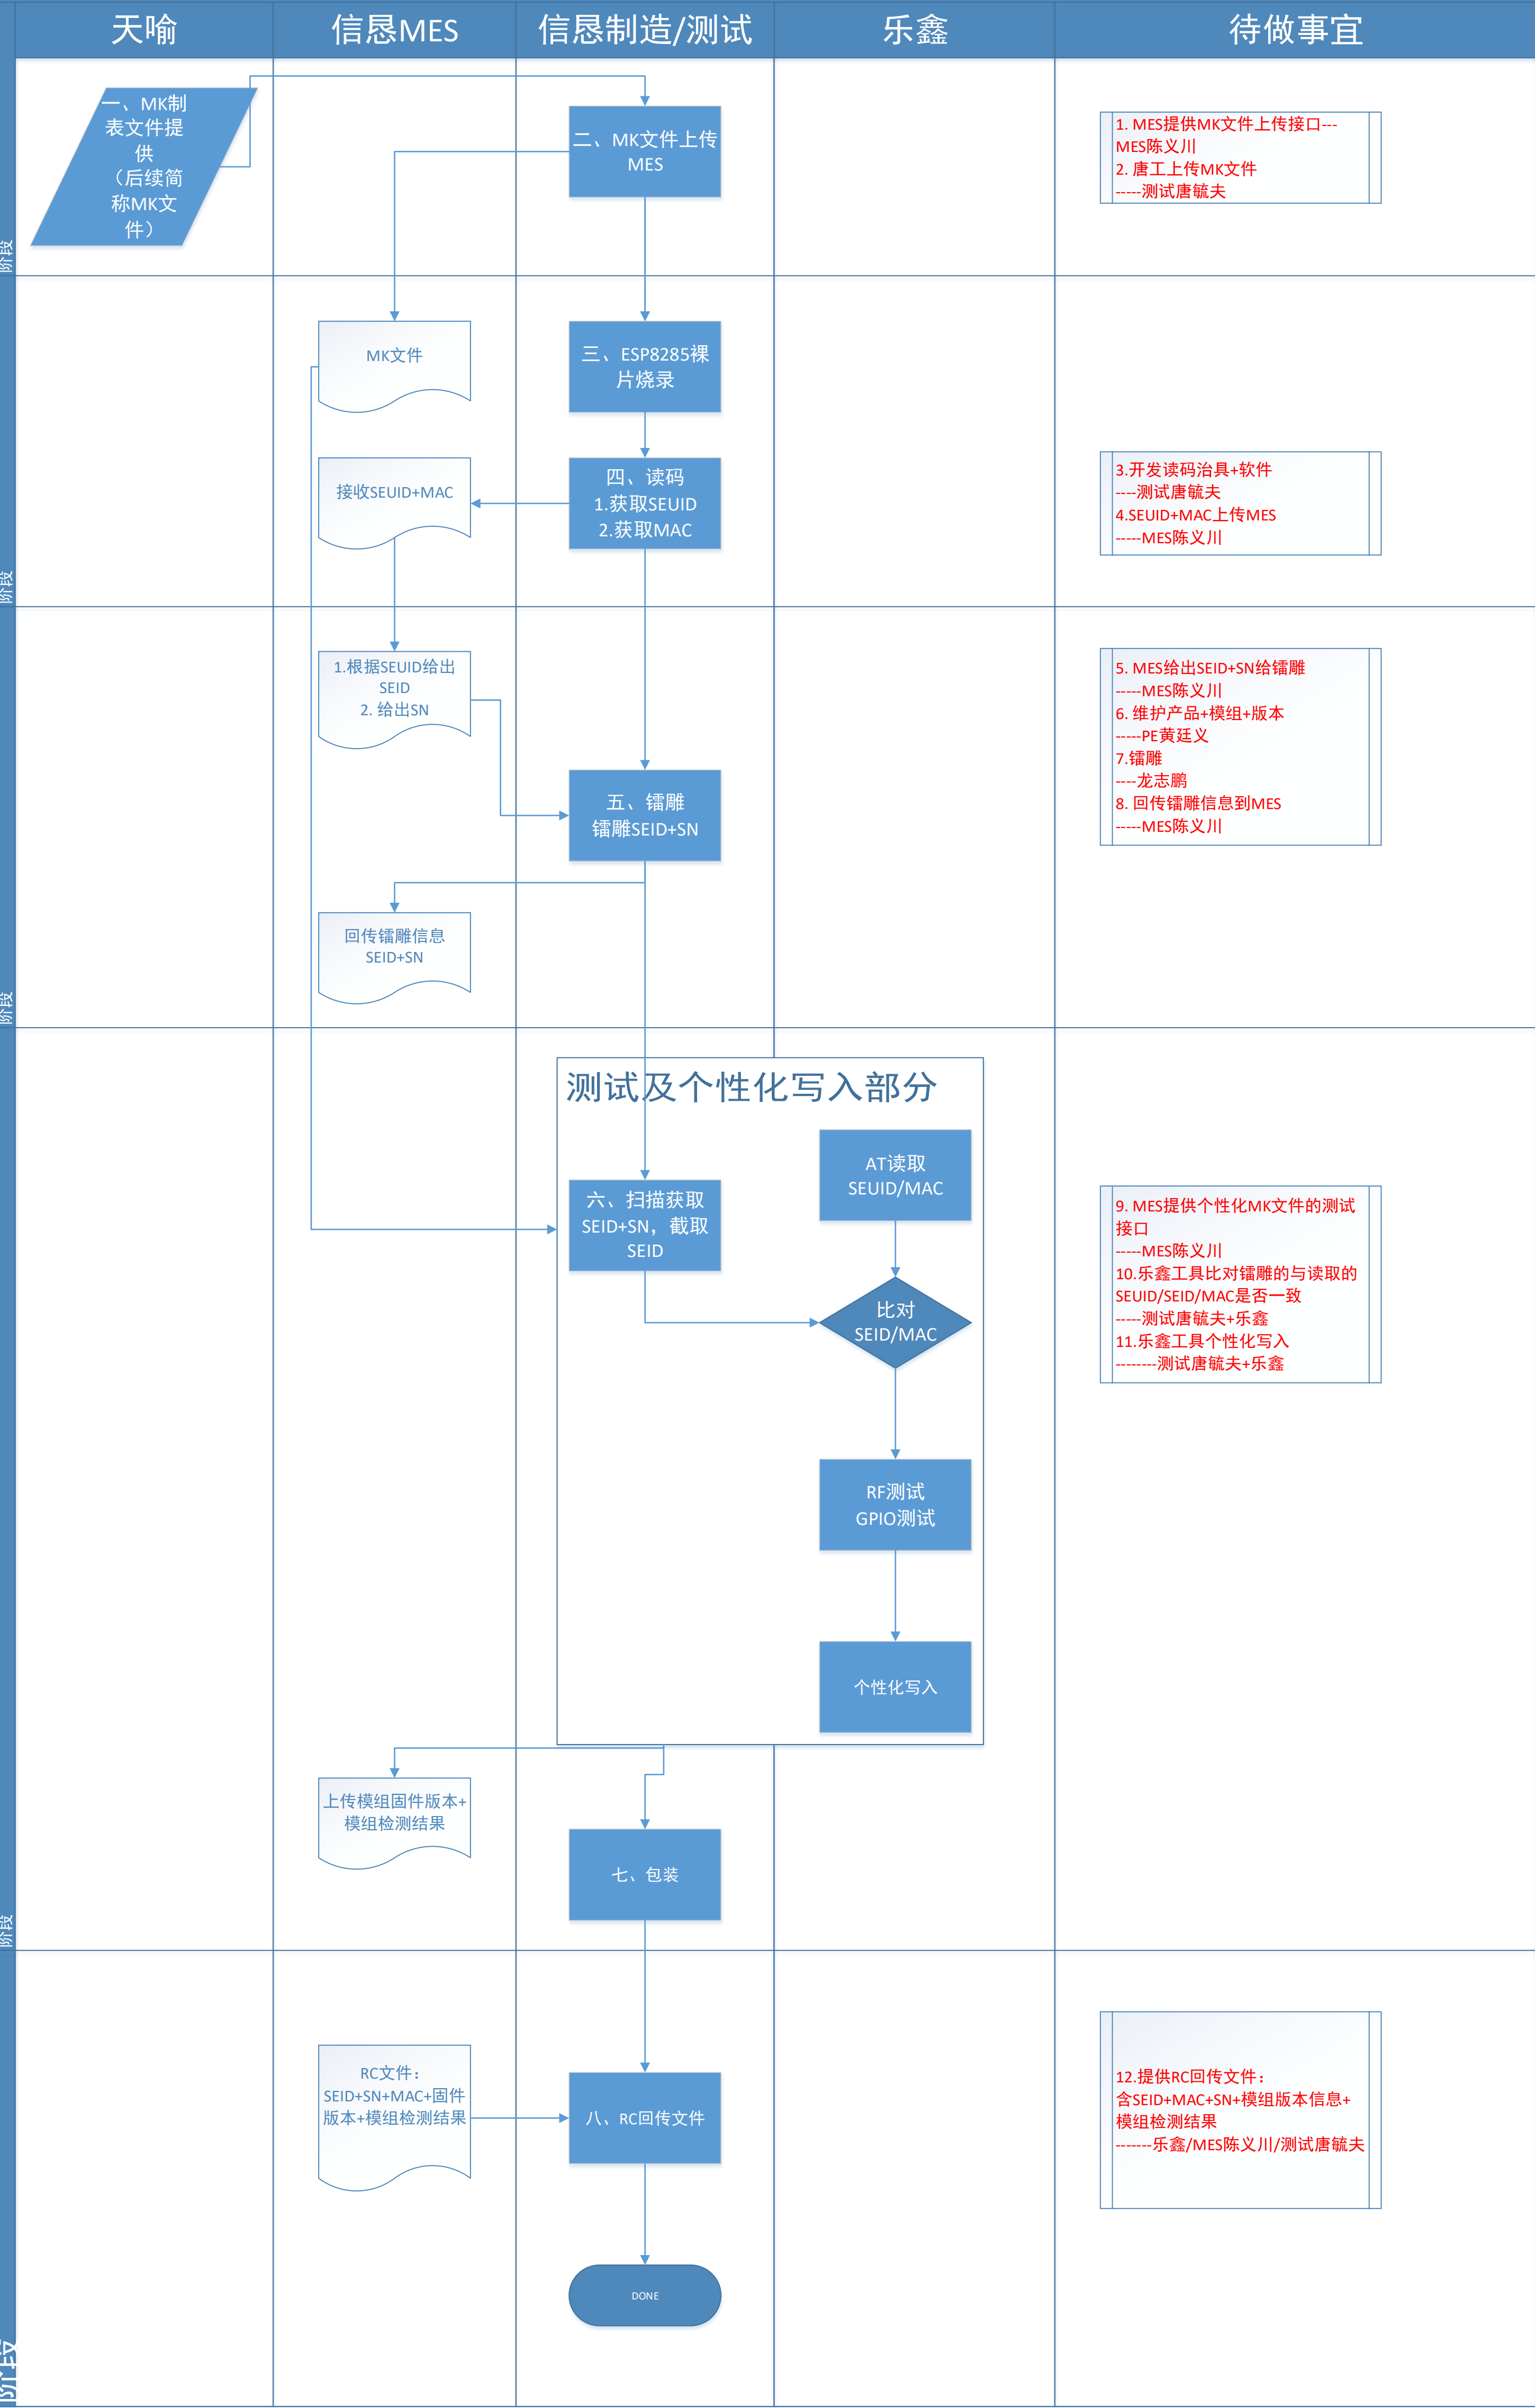 天喻
信恳MES
信恳制造/测试
乐鑫
待做事宜
一、MK制
表文件提
供
（后续简
称MK文
件）
二、MK文件上传
MES
1. MES提供MK文件上传接口---
MES陈义川
2. 唐工上传MK文件
-----测试唐毓夫
阶段
MK文件
三、ESP8285裸
片烧录
接收SEUID+MAC
四、读码
1.获取SEUID
2.获取MAC
3.开发读码治具+软件
----测试唐毓夫
4.SEUID+MAC上传MES
-----MES陈义川
阶段
1.根据SEUID给出
SEID
2. 给出SN
五、镭雕
镭雕SEID+SN
5. MES给出SEID+SN给镭雕
-----MES陈义川
6. 维护产品+模组+版本
-----PE黄廷义
7.镭雕
----龙志鹏
8. 回传镭雕信息到MES
-----MES陈义川
回传镭雕信息
SEID+SN
阶段
测试及个性化写入部分
AT读取
SEUID/MAC
六、扫描获取
SEID+SN，截取
SEID
比对
SEID/MAC
RF测试
GPIO测试
个性化写入
9. MES提供个性化MK文件的测试
接口
-----MES陈义川
10.乐鑫工具比对镭雕的与读取的
SEUID/SEID/MAC是否一致
-----测试唐毓夫+乐鑫
11.乐鑫工具个性化写入
--------测试唐毓夫+乐鑫
上传模组固件版本+
模组检测结果
七、包装
阶段
RC文件：
SEID+SN+MAC+固件
版本+模组检测结果
八、RC回传文件
12.提供RC回传文件：
含SEID+MAC+SN+模组版本信息+
模组检测结果
-------乐鑫/MES陈义川/测试唐毓夫
DONE
阶段